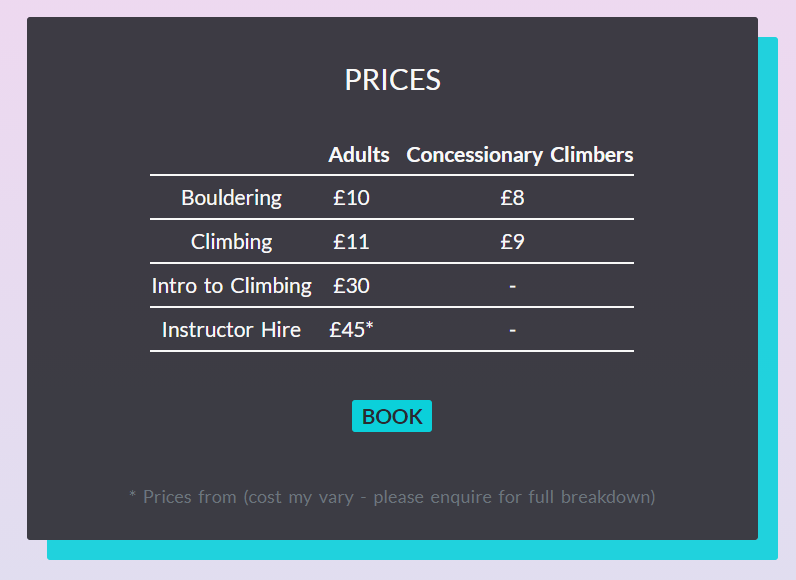 PRICES
Adults Concessionary Climbers
Bouldering £10 £8
Climbing £11 £9
Intro to Climbing £30 -
Instructor Hire £45* -
BOOK
* Prices from (cost my vary - please enquire for full breakdown)